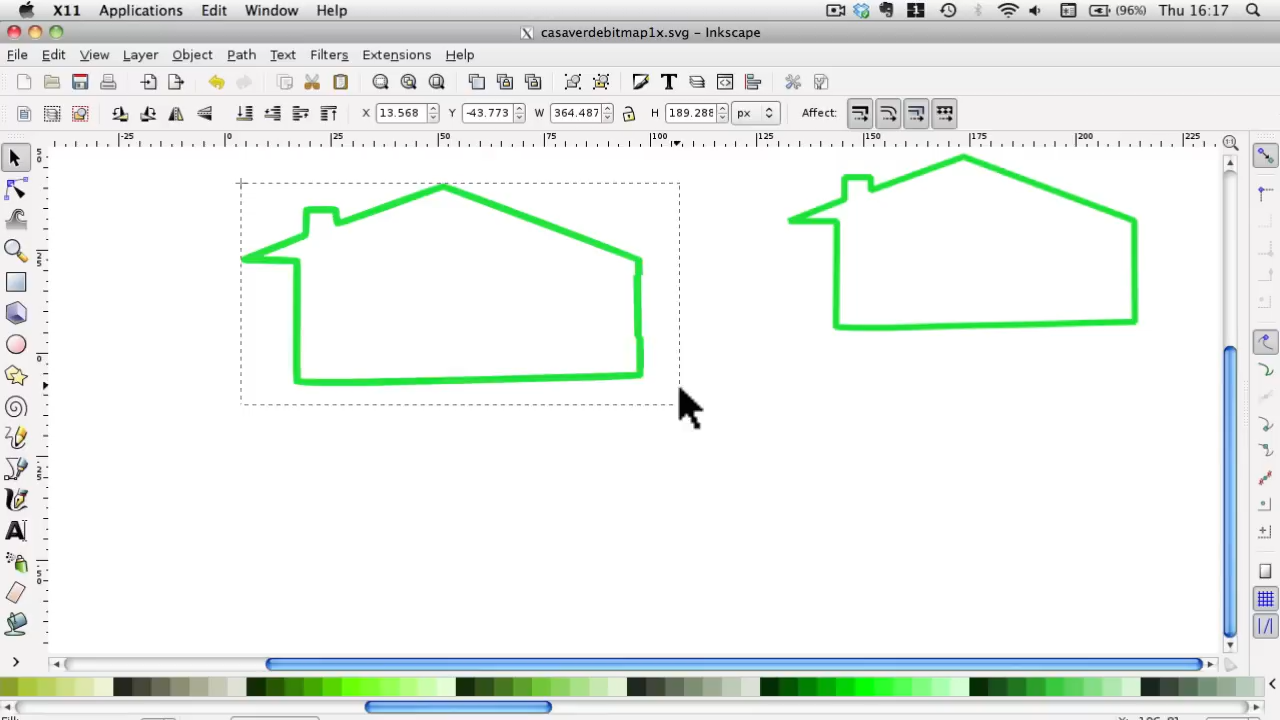 X11 Applications Edit Window Help (96%) Thu 16:17
casaverdebitmap1x.svg – Inkscape
File Edit View Layer Object Path Text Filters Extensions Help
X 13.568 Y -43.773 W 364.487 H 189.288 px Affect:
-25 0 25 50 75 100 125 150 175 200 225